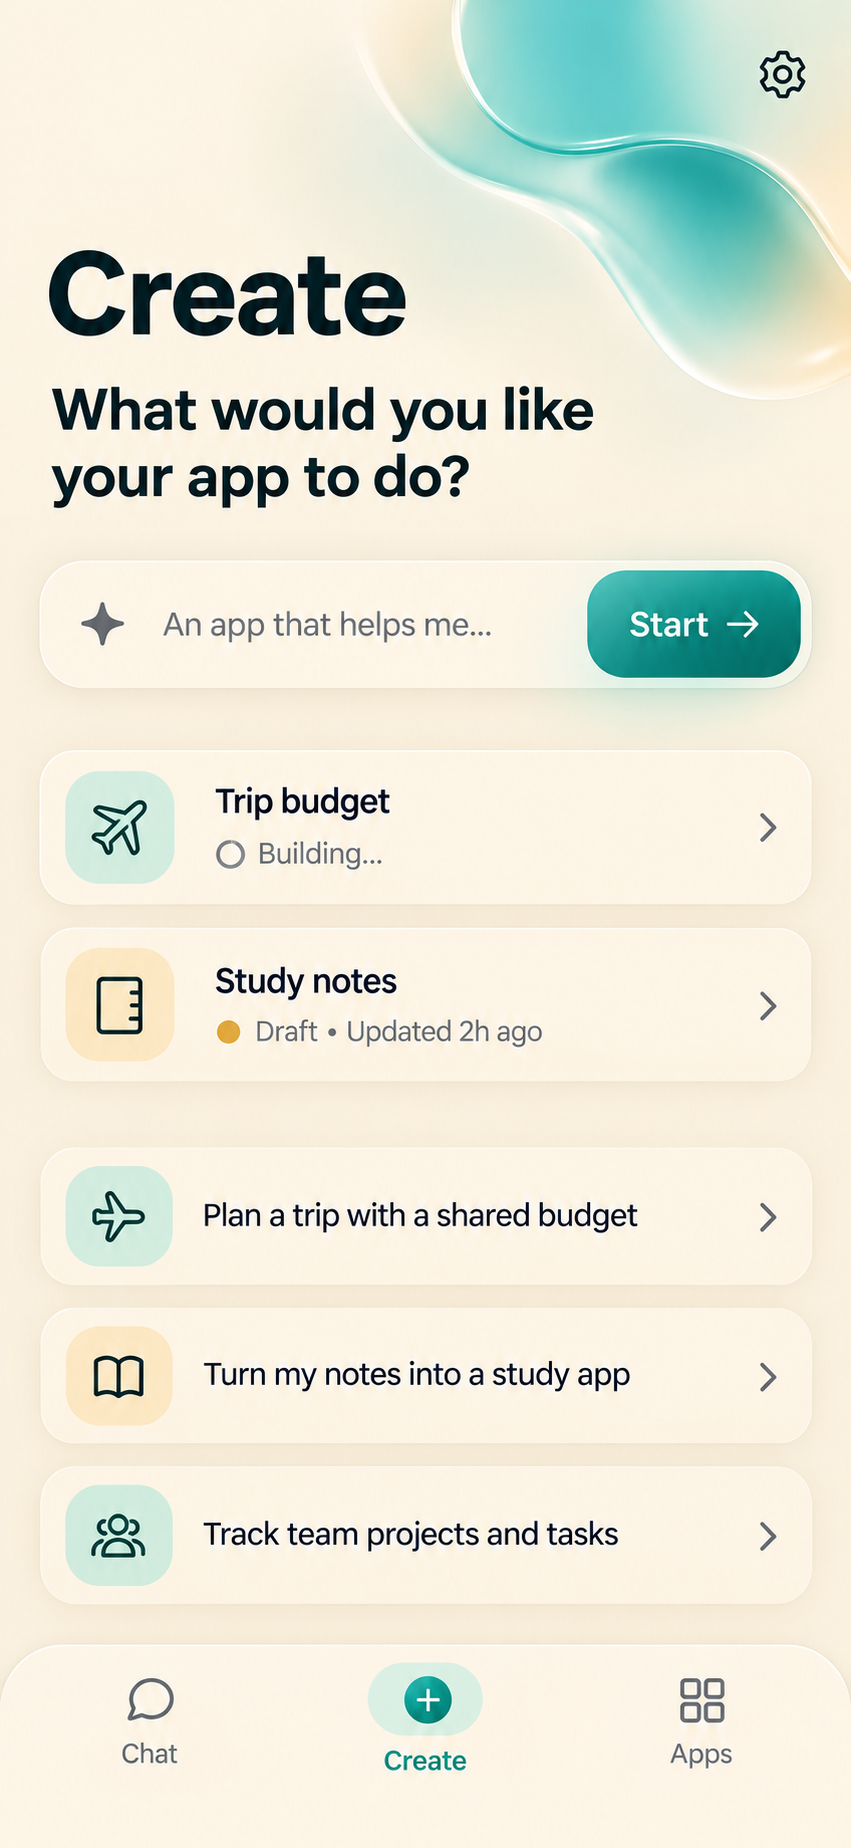 Create
What would you like
your app to do?
An app that helps me...
Start
Trip budget
Building...
Study notes
Draft • Updated 2h ago
Plan a trip with a shared budget
Turn my notes into a study app
Track team projects and tasks
Chat
Create
Apps